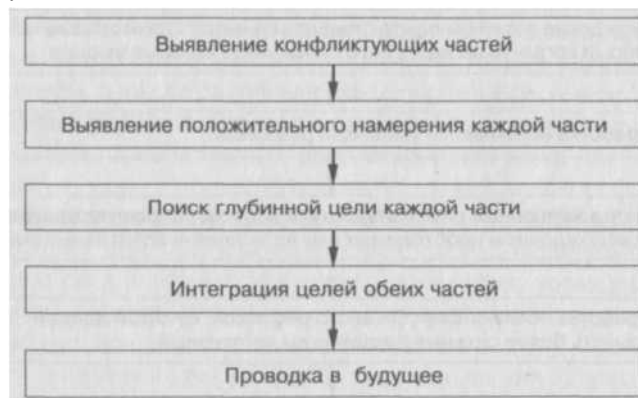 Выявление конфликтующих частей
Выявление положительного намерения каждой части
Поиск глубинной цели каждой части
Интеграция целей обеих частей
Проводка в будущее